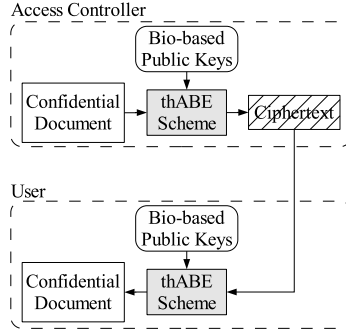 Access Controller
Bio-based
Public Keys
Confidential
Document
thABE
Scheme
Ciphertext
User
Bio-based
Public Keys
Confidential
Document
thABE
Scheme